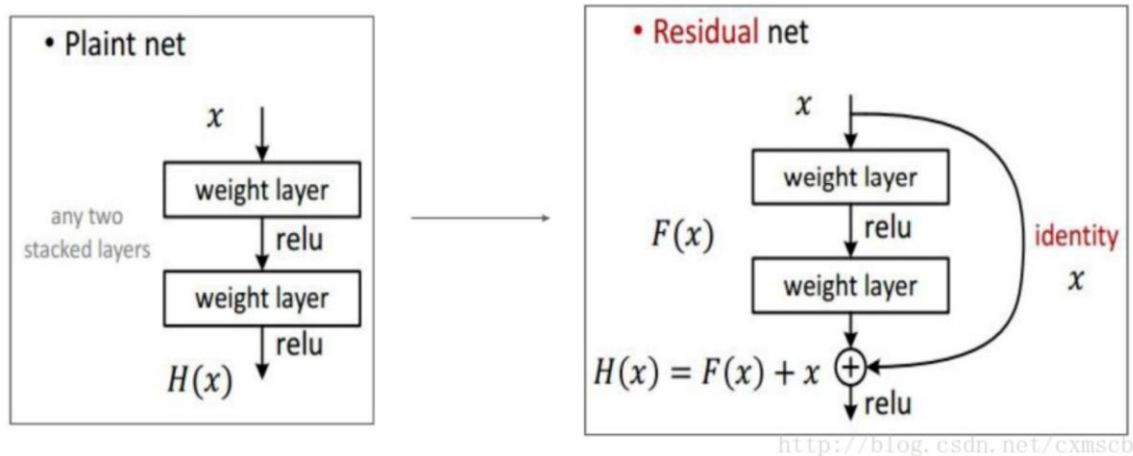 • Plaint net
x
weight layer
any two
stacked layers
relu
weight layer
relu
H(x)
• Residual net
x
weight layer
F(x)
relu
identity
x
weight layer
H(x) = F(x) + x
+
relu
http://blog.csdn.net/cxmscb